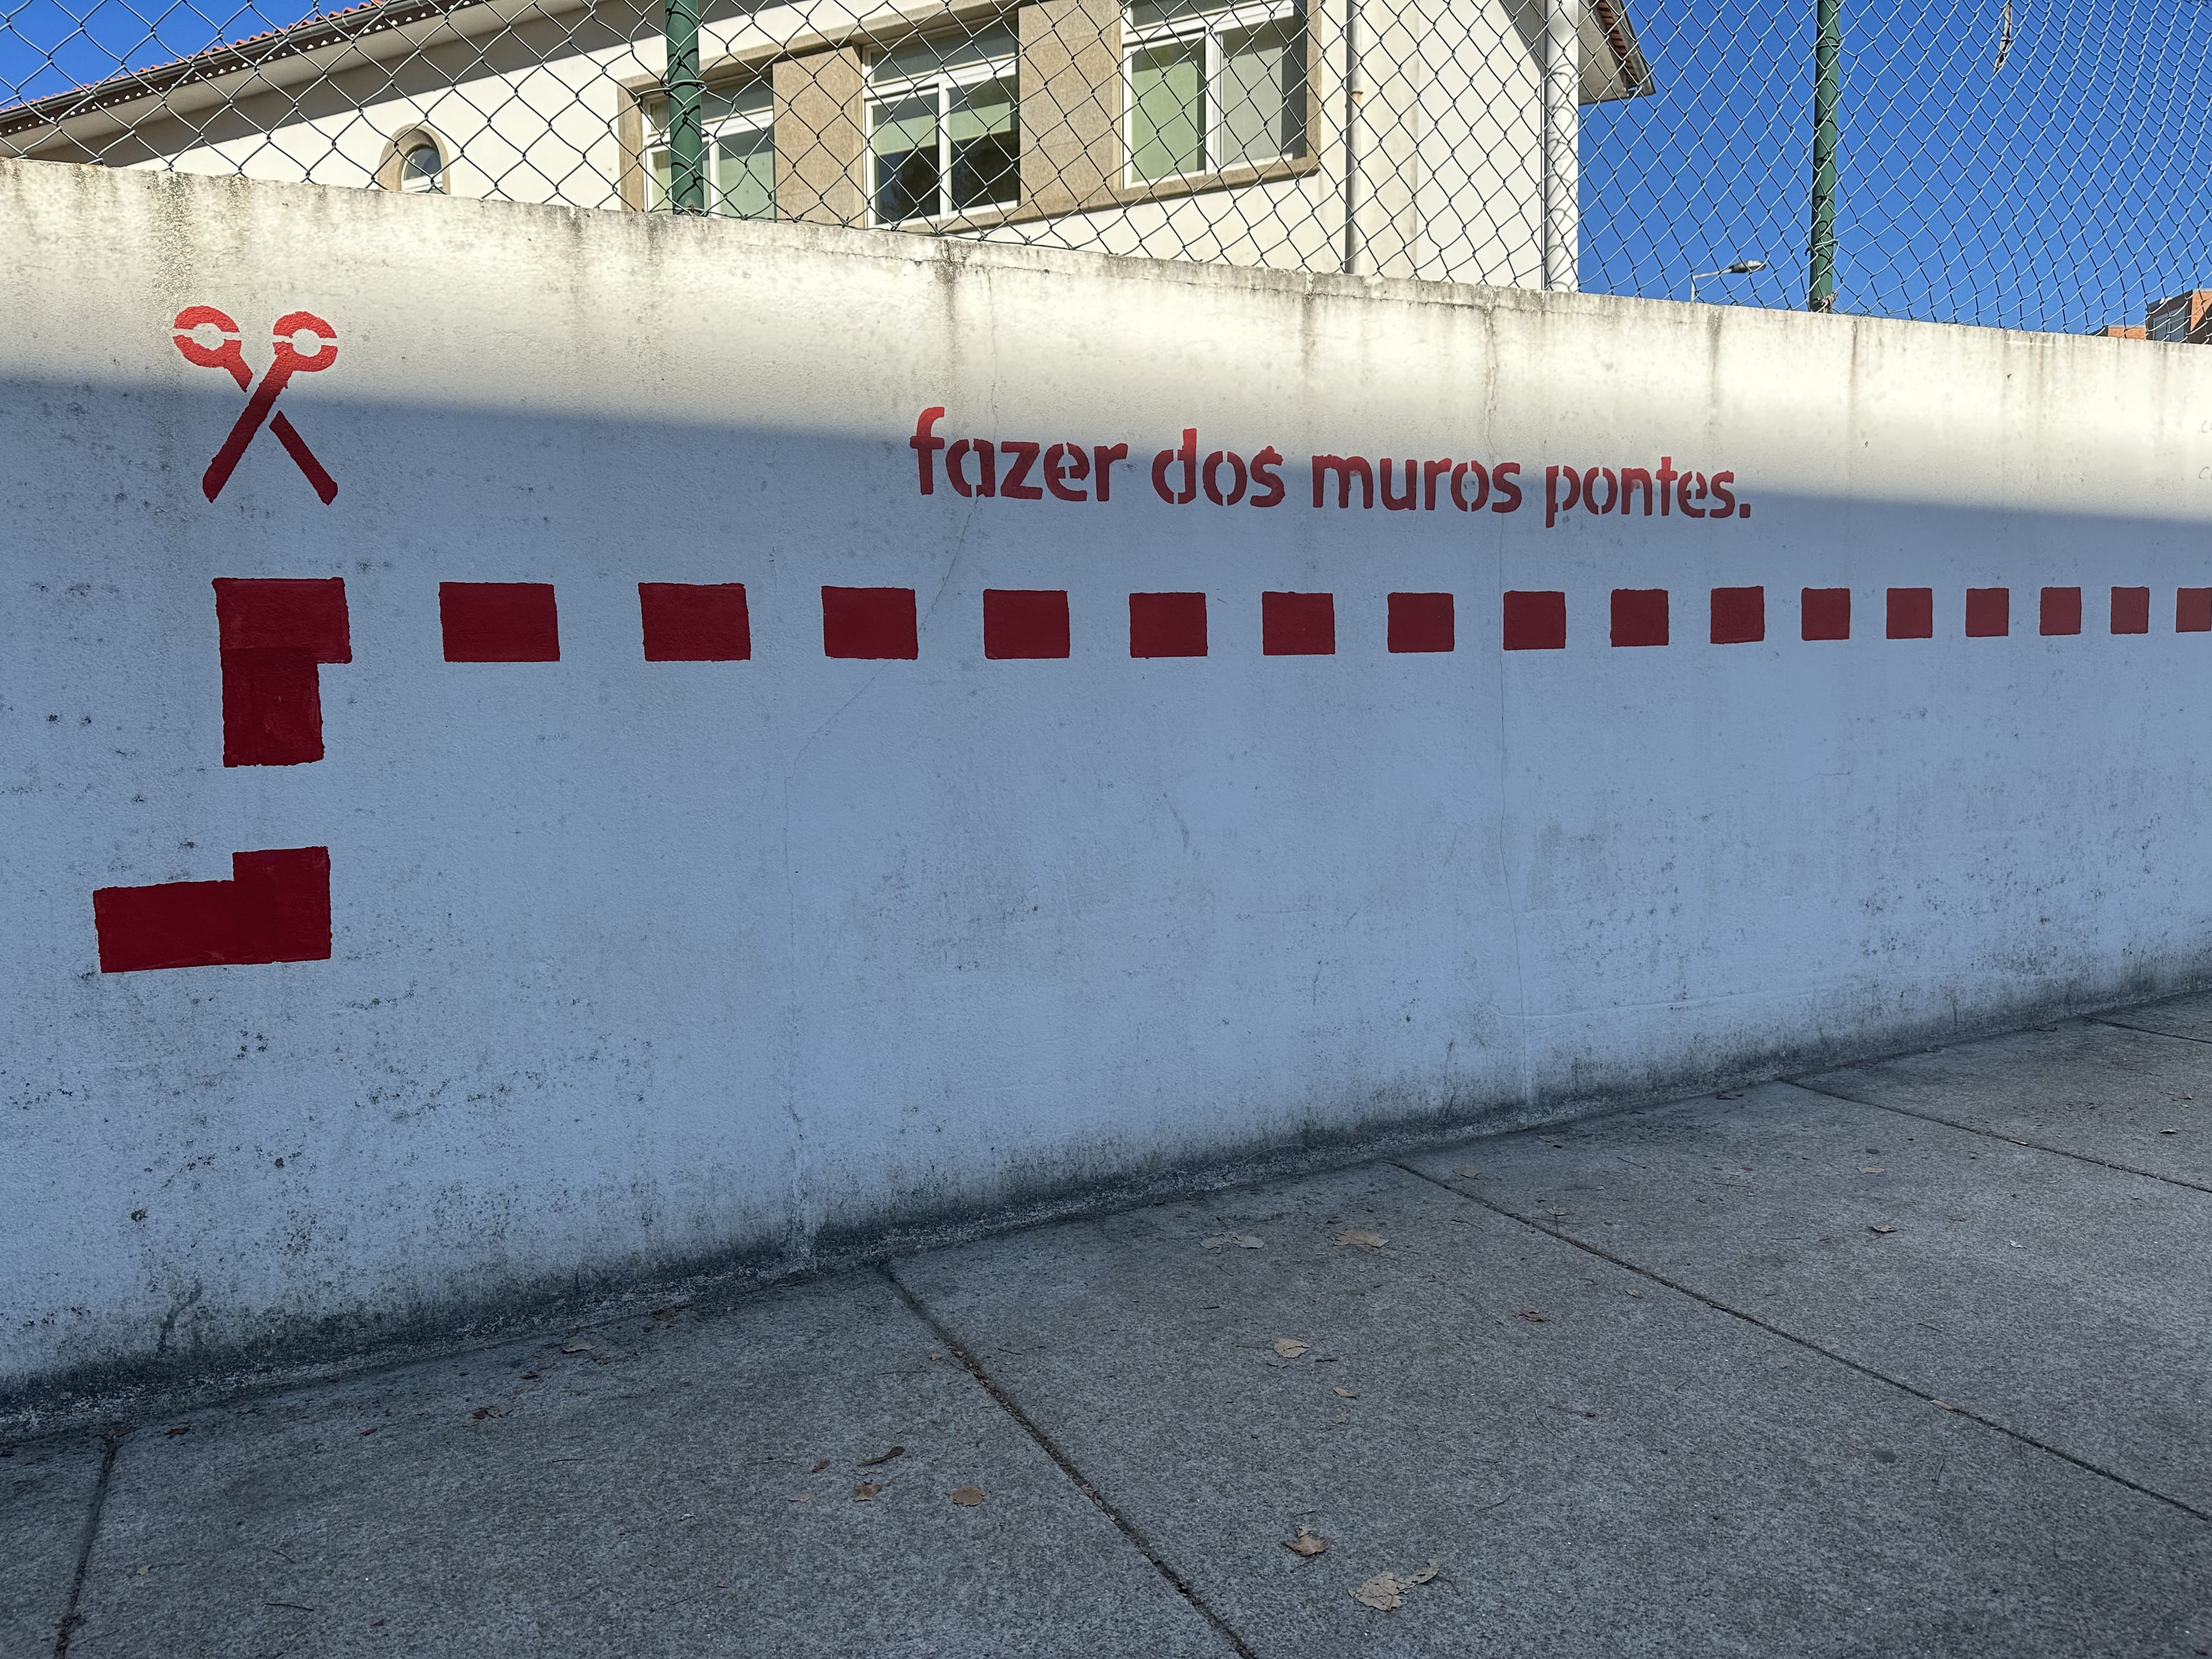 fazer dos muros pontes.